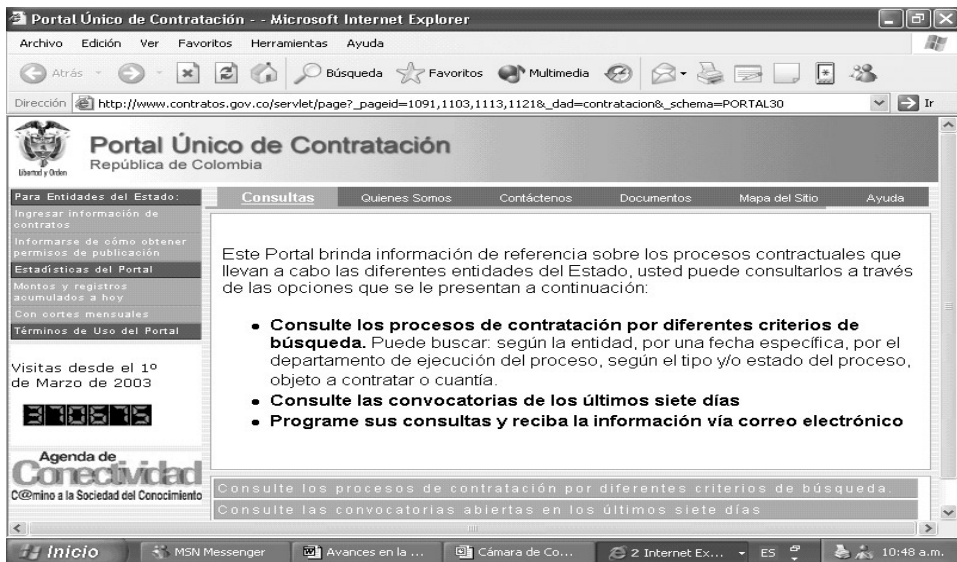 Portal Único de Contratación - - Microsoft Internet Explorer
Archivo Edición Ver Favoritos Herramientas Ayuda
Atrás Búsqueda Favoritos Multimedia
Dirección http://www.contratos.gov.co/servlet/page?_pageid=1091,1103,1113,1121&_dad=contratacion&_schema=PORTAL30 Ir
Libertad y Orden
Portal Único de Contratación
República de Colombia
Para Entidades del Estado:
Ingresar información de
contratos
Informarse de cómo obtener
permisos de publicación
Estadísticas del Portal
Montos y registros
acumulados a hoy
Con cortes mensuales
Términos de Uso del Portal
Visitas desde el 1º
de Marzo de 2003
Agenda de
Conectividad
C@mino a la Sociedad del Conocimiento
Consultas Quienes Somos Contáctenos Documentos Mapa del Sitio Ayuda
Este Portal brinda información de referencia sobre los procesos contractuales que
llevan a cabo las diferentes entidades del Estado, usted puede consultarlos a través
de las opciones que se le presentan a continuación:
• Consulte los procesos de contratación por diferentes criterios de
búsqueda. Puede buscar: según la entidad, por una fecha específica, por el
departamento de ejecución del proceso, según el tipo y/o estado del proceso,
objeto a contratar o cuantía.
• Consulte las convocatorias de los últimos siete días
• Programe sus consultas y reciba la información vía correo electrónico
Consulte los procesos de contratación por diferentes criterios de búsqueda.
Consulte las convocatorias abiertas en los últimos siete días
Inicio MSN Messenger Avances en la ... Cámara de Co... 2 Internet Ex... ES 10:48 a.m.